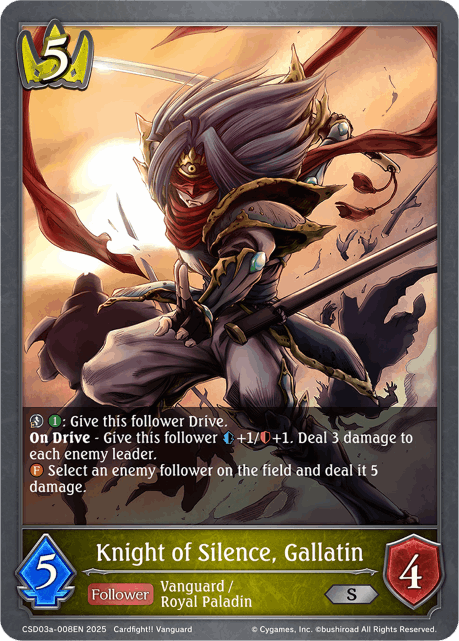 5
1: Give this follower Drive.
On Drive - Give this follower +1/+1. Deal 3 damage to
each enemy leader.
F Select an enemy follower on the field and deal it 5
damage.
Knight of Silence, Gallatin
5
Follower
Vanguard /
Royal Paladin
S
4
CSD03a-008EN 2025 Cardfight!! Vanguard
© Cygames, Inc. ©bushiroad All Rights Reserved.